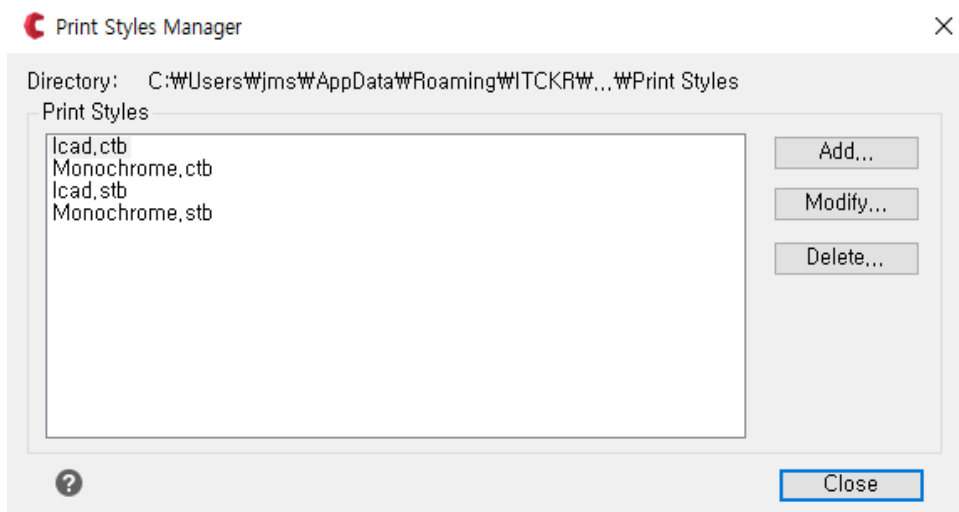 Print Styles Manager
Directory: C:₩Users₩jms₩AppData₩Roaming₩ITCKR₩...₩Print Styles
Print Styles
Icad.ctb
Monochrome.ctb
Icad.stb
Monochrome.stb
Add...
Modify...
Delete...
?
Close